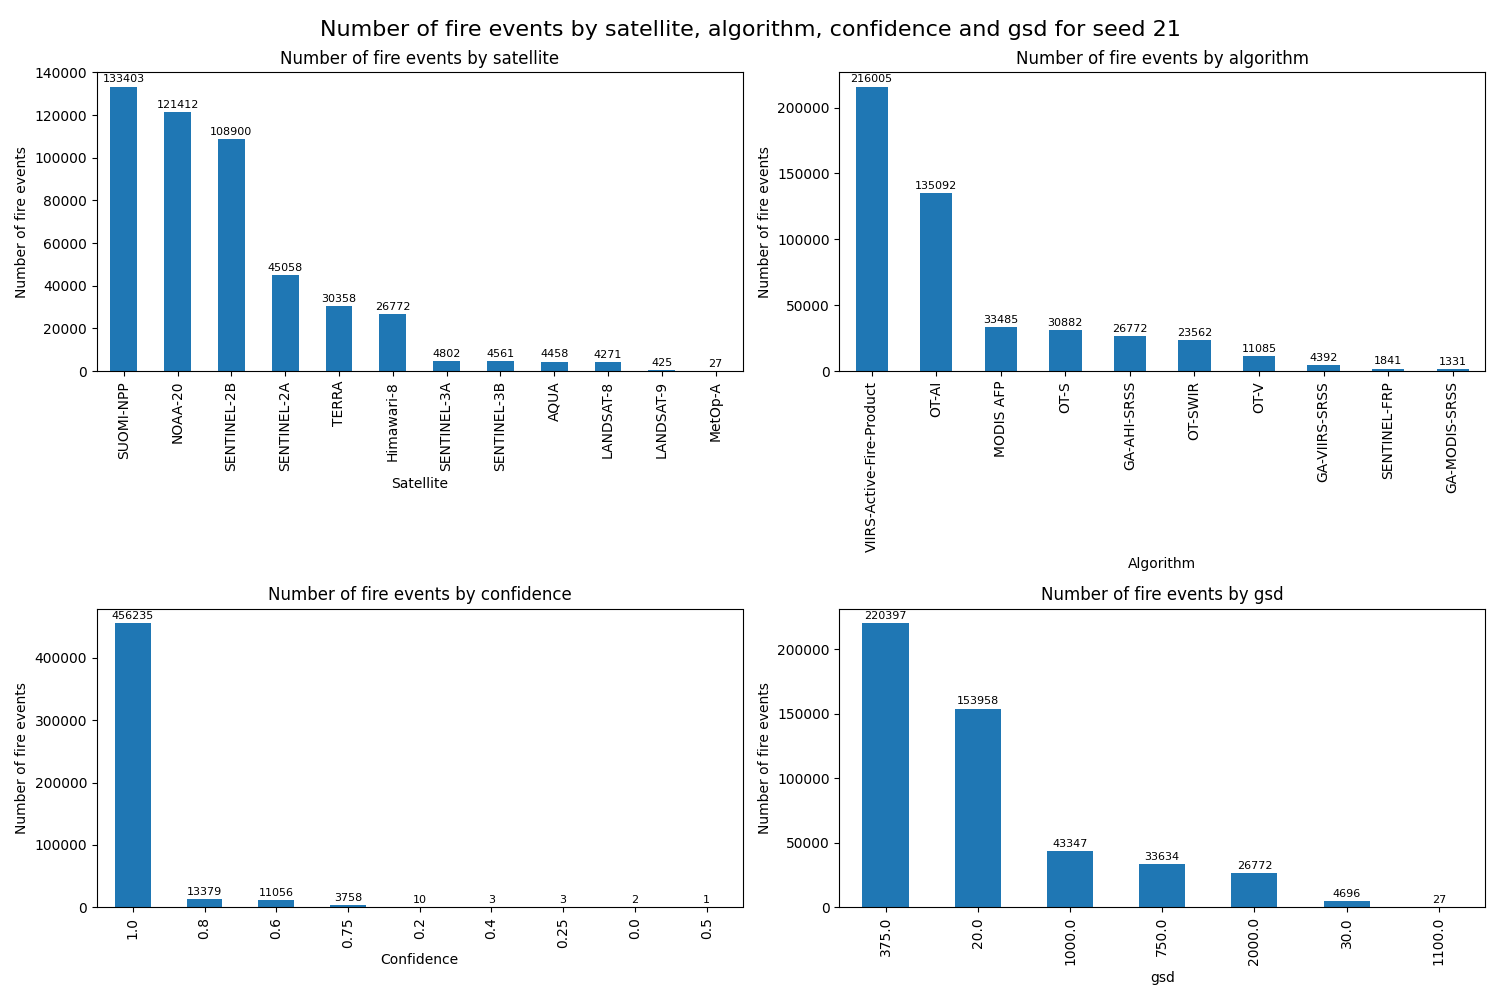 Number of fire events by satellite, algorithm, confidence and gsd for seed 21
Number of fire events by satellite
Number of fire events
140000
120000
100000
80000
60000
40000
20000
0
133403
121412
108900
45058
30358
26772
4802
4561
4458
4271
425
27
SUOMI-NPP
NOAA-20
SENTINEL-2B
SENTINEL-2A
TERRA
Himawari-8
SENTINEL-3A
SENTINEL-3B
AQUA
LANDSAT-8
LANDSAT-9
MetOp-A
Satellite
Number of fire events by algorithm
Number of fire events
200000
150000
100000
50000
0
216005
135092
33485
30882
26772
23562
11085
4392
1841
1331
VIIRS-Active-Fire-Product
OT-AI
MODIS AFP
OT-S
GA-AHI-SRSS
OT-SWIR
OT-V
GA-VIIRS-SRSS
SENTINEL-FRP
GA-MODIS-SRSS
Algorithm
Number of fire events by confidence
Number of fire events
400000
300000
200000
100000
0
456235
13379
11056
3758
10
3
3
2
1
1.0
0.8
0.6
0.75
0.2
0.4
0.25
0.0
0.5
Confidence
Number of fire events by gsd
Number of fire events
200000
150000
100000
50000
0
220397
153958
43347
33634
26772
4696
27
375.0
20.0
1000.0
750.0
2000.0
30.0
1100.0
gsd